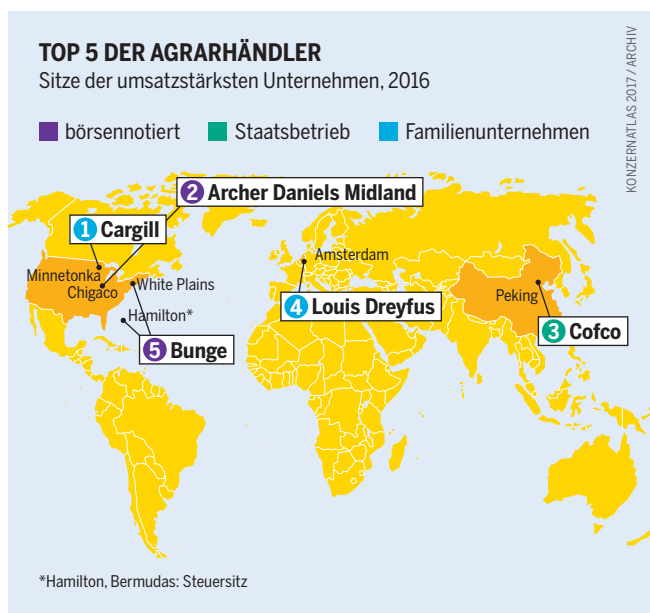 TOP 5 DER AGRARHÄNDLER
Sitze der umsatzstärksten Unternehmen, 2016
KONZERNATLAS 2017 / ARCHIV
börsennotiert
Staatsbetrieb
Familienunternehmen
2 Archer Daniels Midland
1 Cargill
Minnetonka
Chigaco
White Plains
Hamilton*
5 Bunge
Amsterdam
4 Louis Dreyfus
Peking
3 Cofco
*Hamilton, Bermudas: Steuersitz